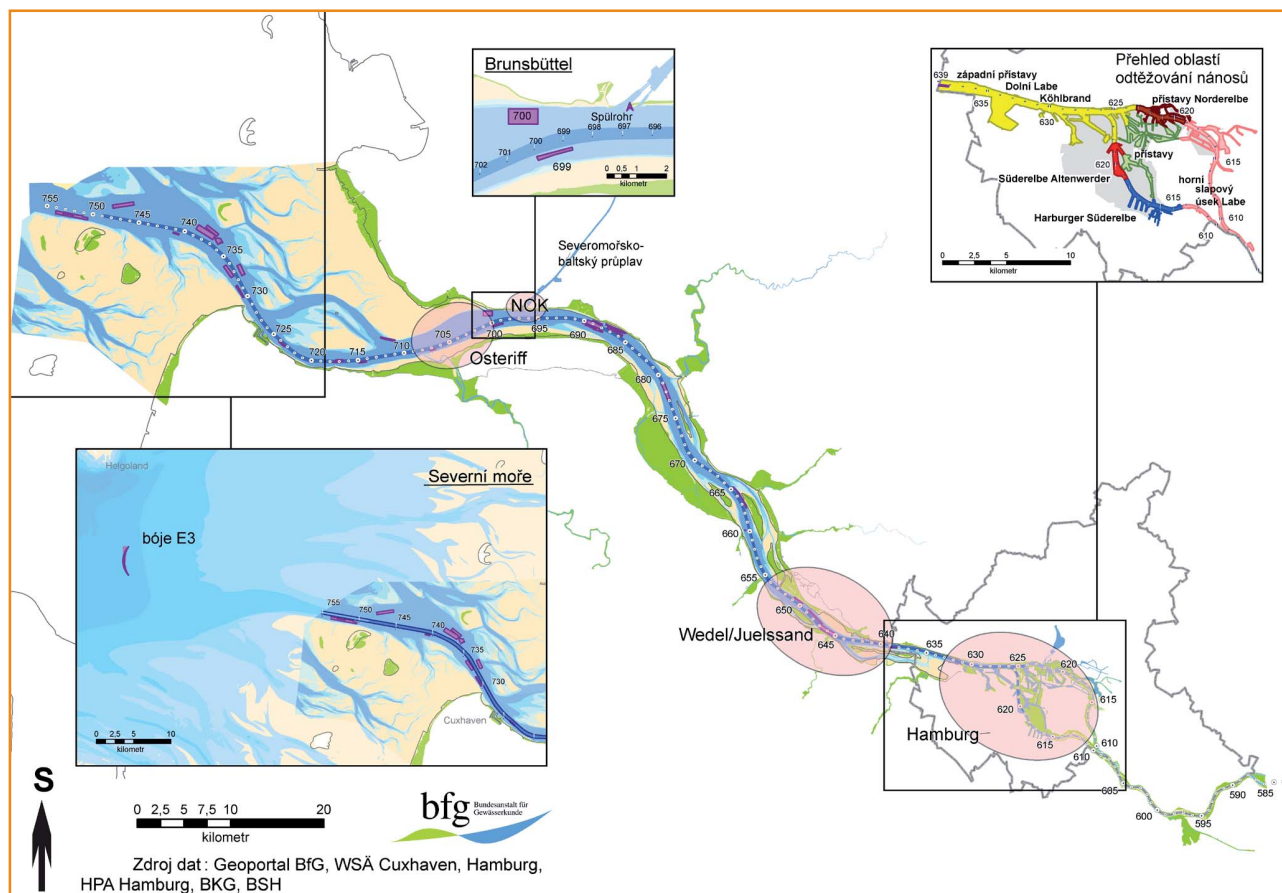 Brunsbüttel
700
Spülrohr
702
701
700
699
698
697
696
699
0 0,5 1 2
kilometr
Přehled oblastí
odtěžování nánosů
639
západní přístavy
Dolní Labe
635
Köhlbrand
630
625
přístavy Norderelbe
620
615
přístavy
620
Süderelbe Altenwerder
horní
slapový
úsek Labe
615
610
Harburger Süderelbe
610
0 2,5 5 10
kilometr
755
750
745
740
735
730
725
720
715
710
705
700
695
690
685
680
675
670
665
660
655
650
645
640
635
630
625
620
615
620
615
610
610
685
600
595
590
585
Severomořsko-
baltský průplav
NOK
Osteriff
Wedel/Juelssand
Hamburg
Helgoland
Severní moře
bóje E3
755
750
745
740
735
730
Cuxhaven
0 2,5 5 10
kilometr
S
0 2,5 5 7,5 10 20
kilometr
bfg
Bundesanstalt für
Gewässerkunde
Zdroj dat : Geoportal BfG, WSÄ Cuxhaven, Hamburg,
HPA Hamburg, BKG, BSH